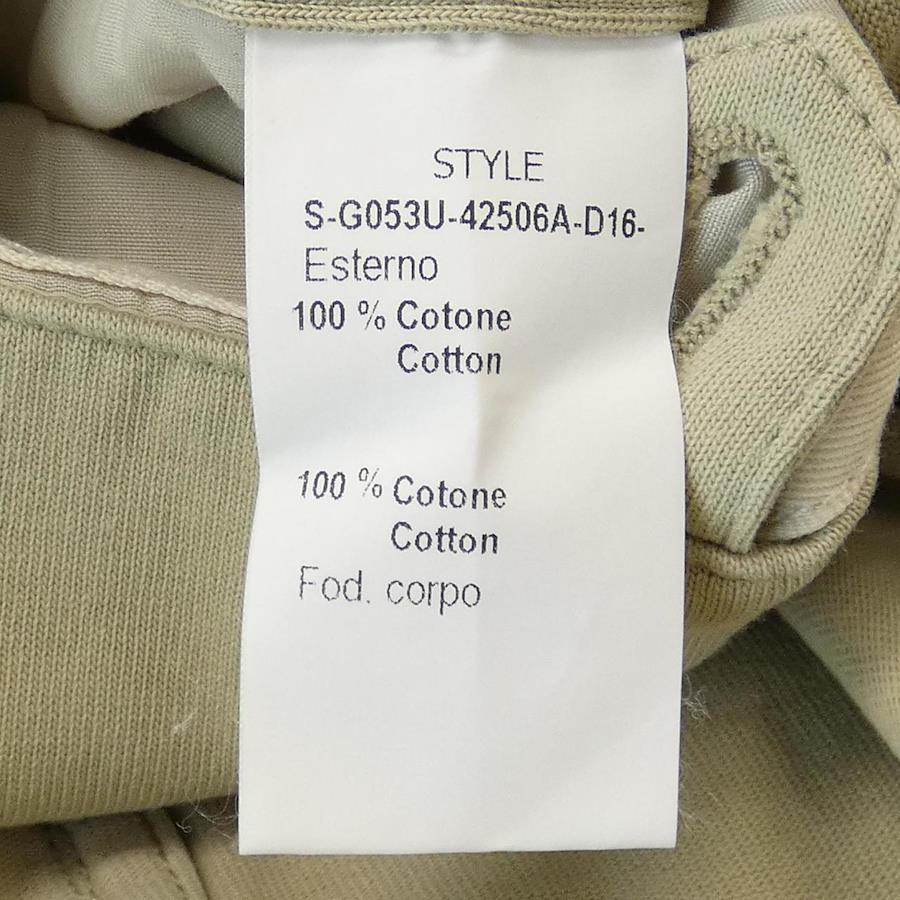 STYLE
S-G053U-42506A-D16-
Esterno
100 % Cotone
Cotton
100 % Cotone
Cotton
Fod. corpo